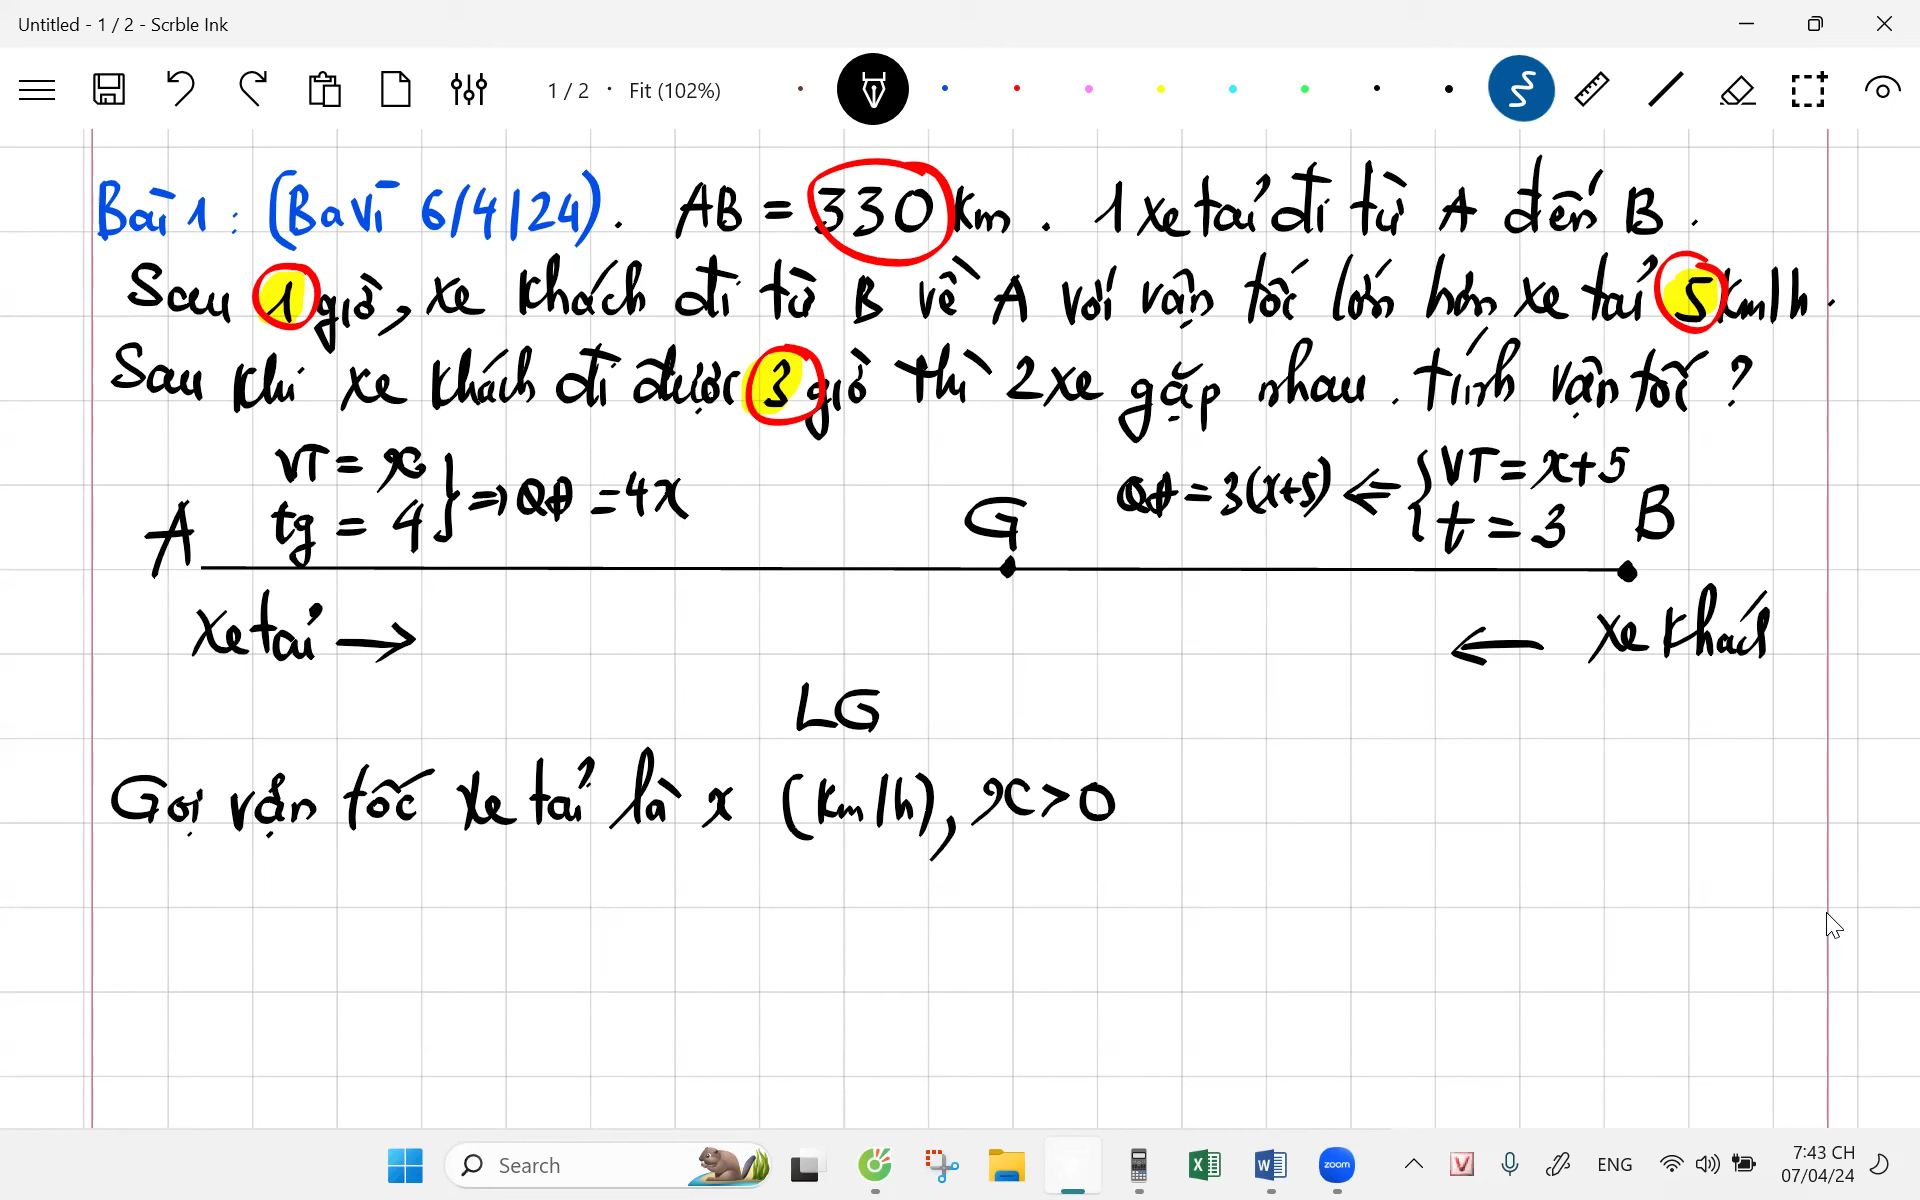 Untitled - 1 / 2 - Scrble Ink
1 / 2 · Fit (102%)
Bài 1 : (Ba Vì 6/4/24). AB = 330 Km . 1 xe tải đi từ A đến B .
Sau 1 giờ, xe khách đi từ B về A với vận tốc lớn hơn xe tải 5 km/h .
Sau khi xe khách đi được 3 giờ thì 2 xe gặp nhau . tính vận tốc ?
VT = x
tg = 4
} => QĐ = 4x
QĐ = 3(x+5) <=
{ VT = x+5
t = 3
A
G
B
xe tải →
← xe khách
LG
Gọi vận tốc xe tải là x (km/h), x > 0
Search
zoom
ENG
7:43 CH
07/04/24